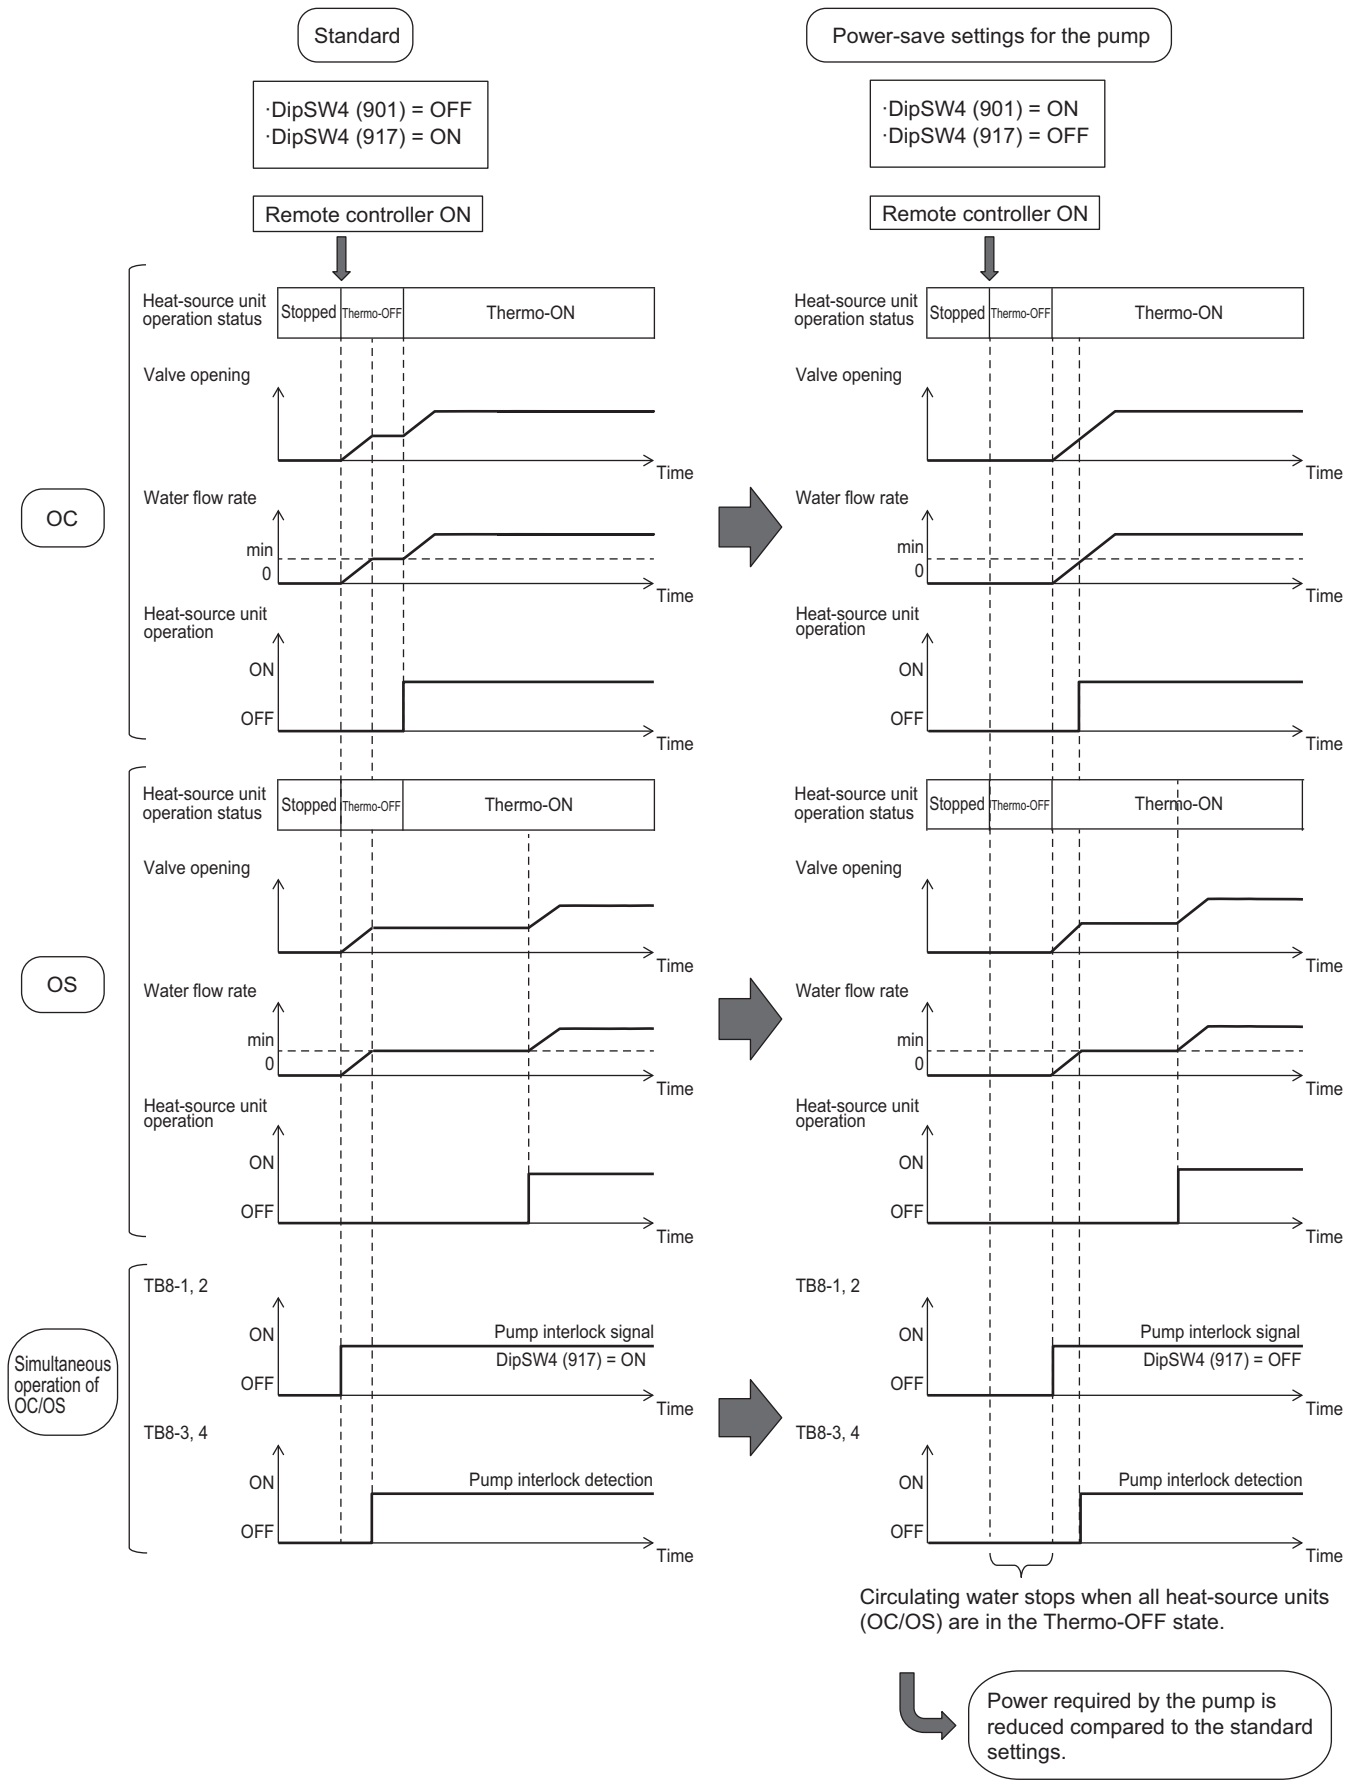 Standard
·DipSW4 (901) = OFF
·DipSW4 (917) = ON
Remote controller ON
Power-save settings for the pump
·DipSW4 (901) = ON
·DipSW4 (917) = OFF
Remote controller ON
OC
Heat-source unit
operation status
Stopped
Thermo-OFF
Thermo-ON
Valve opening
Time
Water flow rate
min
0
Time
Heat-source unit
operation
ON
OFF
Time
Heat-source unit
operation status
Stopped
Thermo-OFF
Thermo-ON
Valve opening
Time
Water flow rate
min
0
Time
Heat-source unit
operation
ON
OFF
Time
OS
Heat-source unit
operation status
Stopped
Thermo-OFF
Thermo-ON
Valve opening
Time
Water flow rate
min
0
Time
Heat-source unit
operation
ON
OFF
Time
Heat-source unit
operation status
Stopped
Thermo-OFF
Thermo-ON
Valve opening
Time
Water flow rate
min
0
Time
Heat-source unit
operation
ON
OFF
Time
Simultaneous
operation of
OC/OS
TB8-1, 2
ON
OFF
Pump interlock signal
DipSW4 (917) = ON
Time
TB8-3, 4
ON
OFF
Pump interlock detection
Time
TB8-1, 2
ON
OFF
Pump interlock signal
DipSW4 (917) = OFF
Time
TB8-3, 4
ON
OFF
Pump interlock detection
Time
Circulating water stops when all heat-source units
(OC/OS) are in the Thermo-OFF state.
Power required by the pump is
reduced compared to the standard
settings.